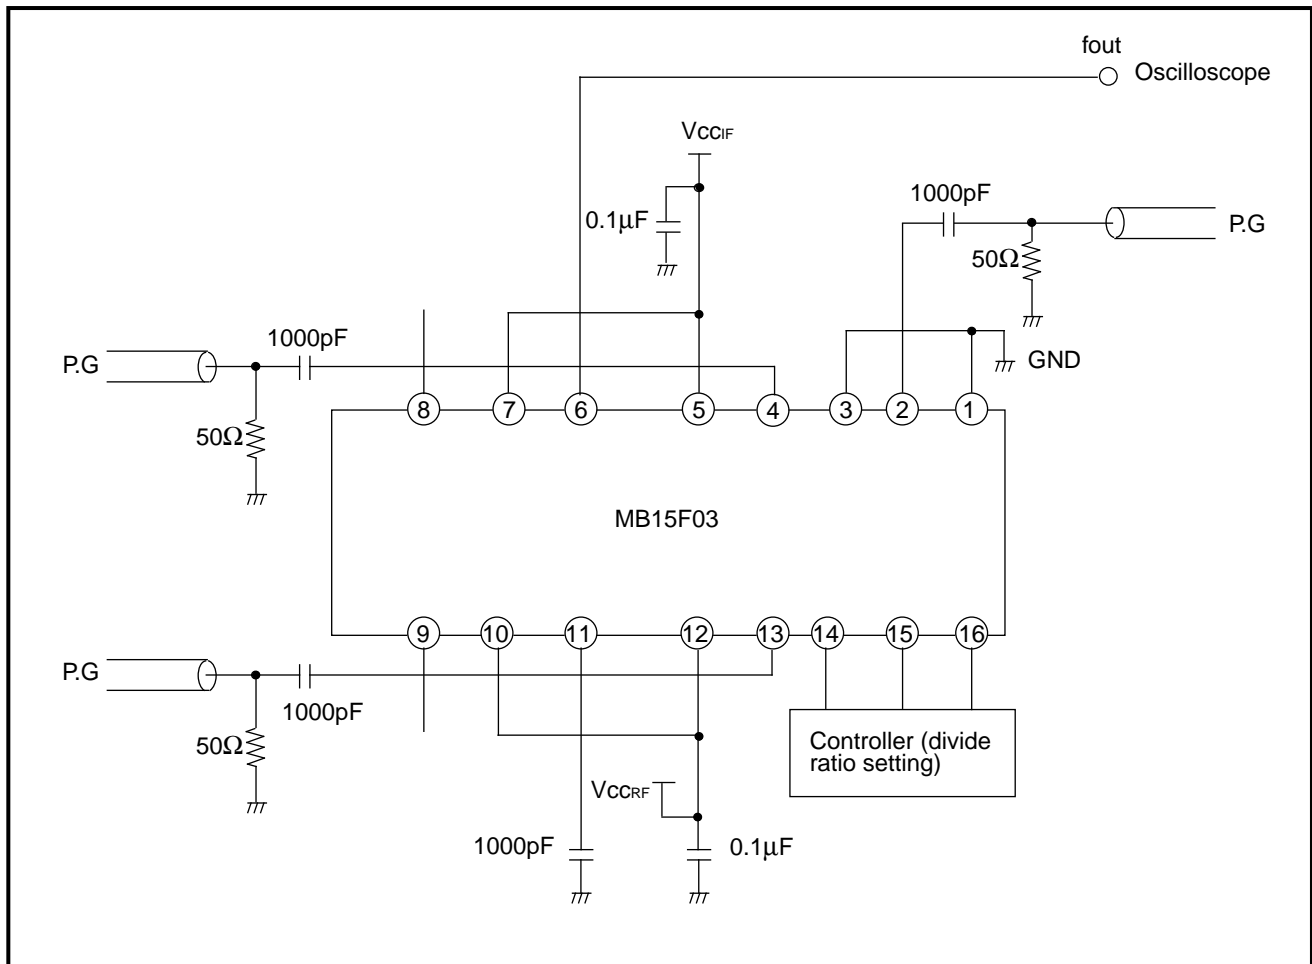 fout
Oscilloscope
VccIF
1000pF
0.1μF
P.G
50Ω
1000pF
GND
P.G
8
7
6
5
4
3
2
1
50Ω
MB15F03
9
10
11
12
13
14
15
16
P.G
1000pF
50Ω
Controller (divide
ratio setting)
VccRF
1000pF
0.1μF